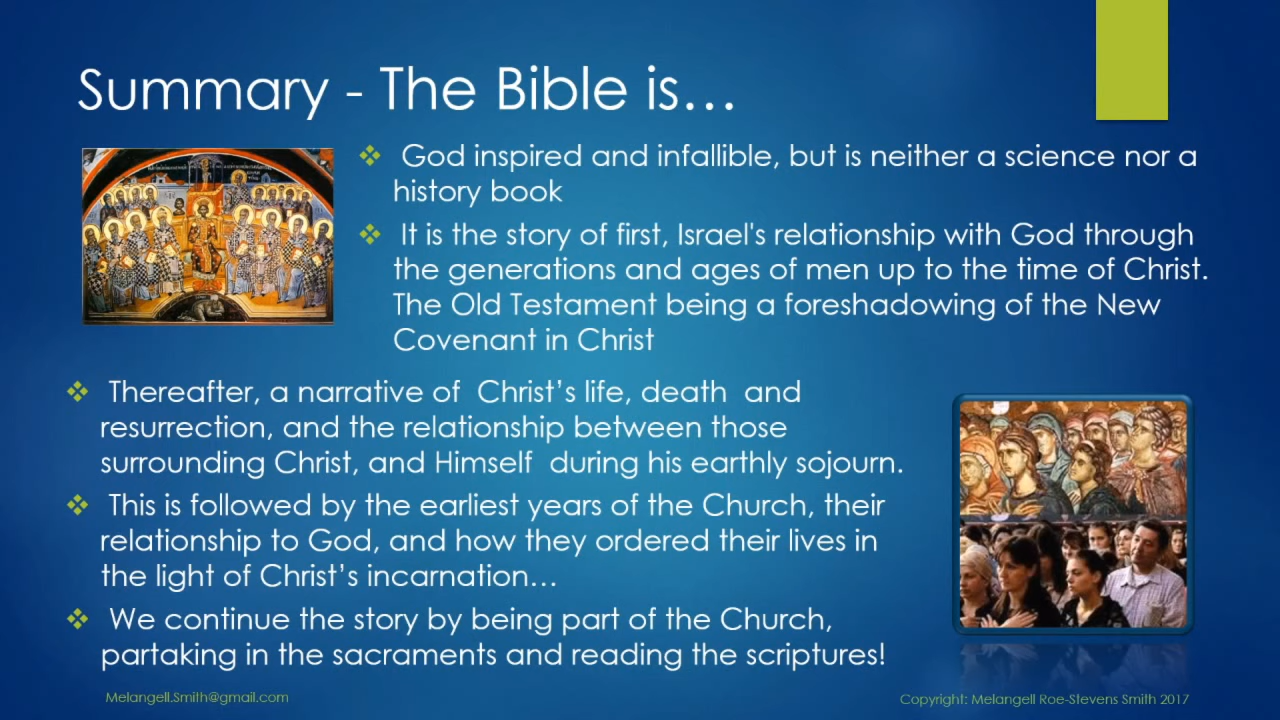 Summary - The Bible is…
God inspired and infallible, but is neither a science nor a
history book
It is the story of first, Israel's relationship with God through
the generations and ages of men up to the time of Christ.
The Old Testament being a foreshadowing of the New
Covenant in Christ
Thereafter, a narrative of Christ’s life, death and
resurrection, and the relationship between those
surrounding Christ, and Himself during his earthly sojourn.
This is followed by the earliest years of the Church, their
relationship to God, and how they ordered their lives in
the light of Christ’s incarnation…
We continue the story by being part of the Church,
partaking in the sacraments and reading the scriptures!
Melangell.Smith@gmail.com
Copyright: Melangell Roe-Stevens Smith 2017